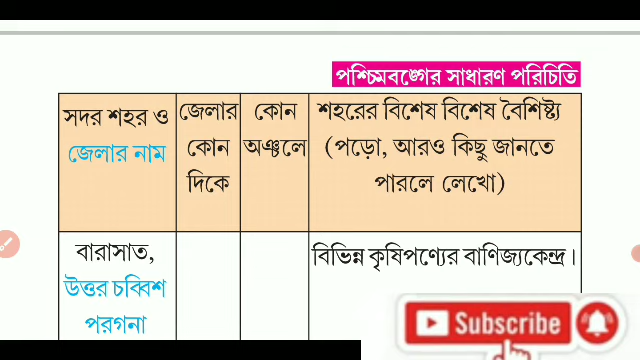 পশ্চিমবঙ্গের সাধারণ পরিচিতি
সদর শহর ও
জেলার নাম
জেলার
কোন
দিকে
কোন
অঞ্চলে
শহরের বিশেষ বিশেষ বৈশিষ্ট্য
(পড়ো, আরও কিছু জানতে
পারলে লেখো)
বারাসাত,
উত্তর চব্বিশ
পরগনা
বিভিন্ন কৃষিপণ্যের বাণিজ্যকেন্দ্র।
Subscribe